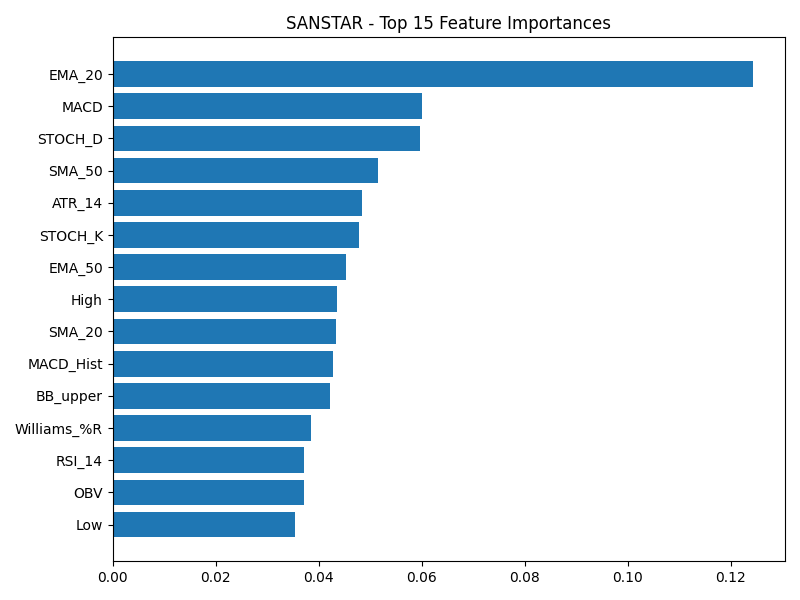 SANSTAR - Top 15 Feature Importances
EMA_20
MACD
STOCH_D
SMA_50
ATR_14
STOCH_K
EMA_50
High
SMA_20
MACD_Hist
BB_upper
Williams_%R
RSI_14
OBV
Low
0.00 0.02 0.04 0.06 0.08 0.10 0.12